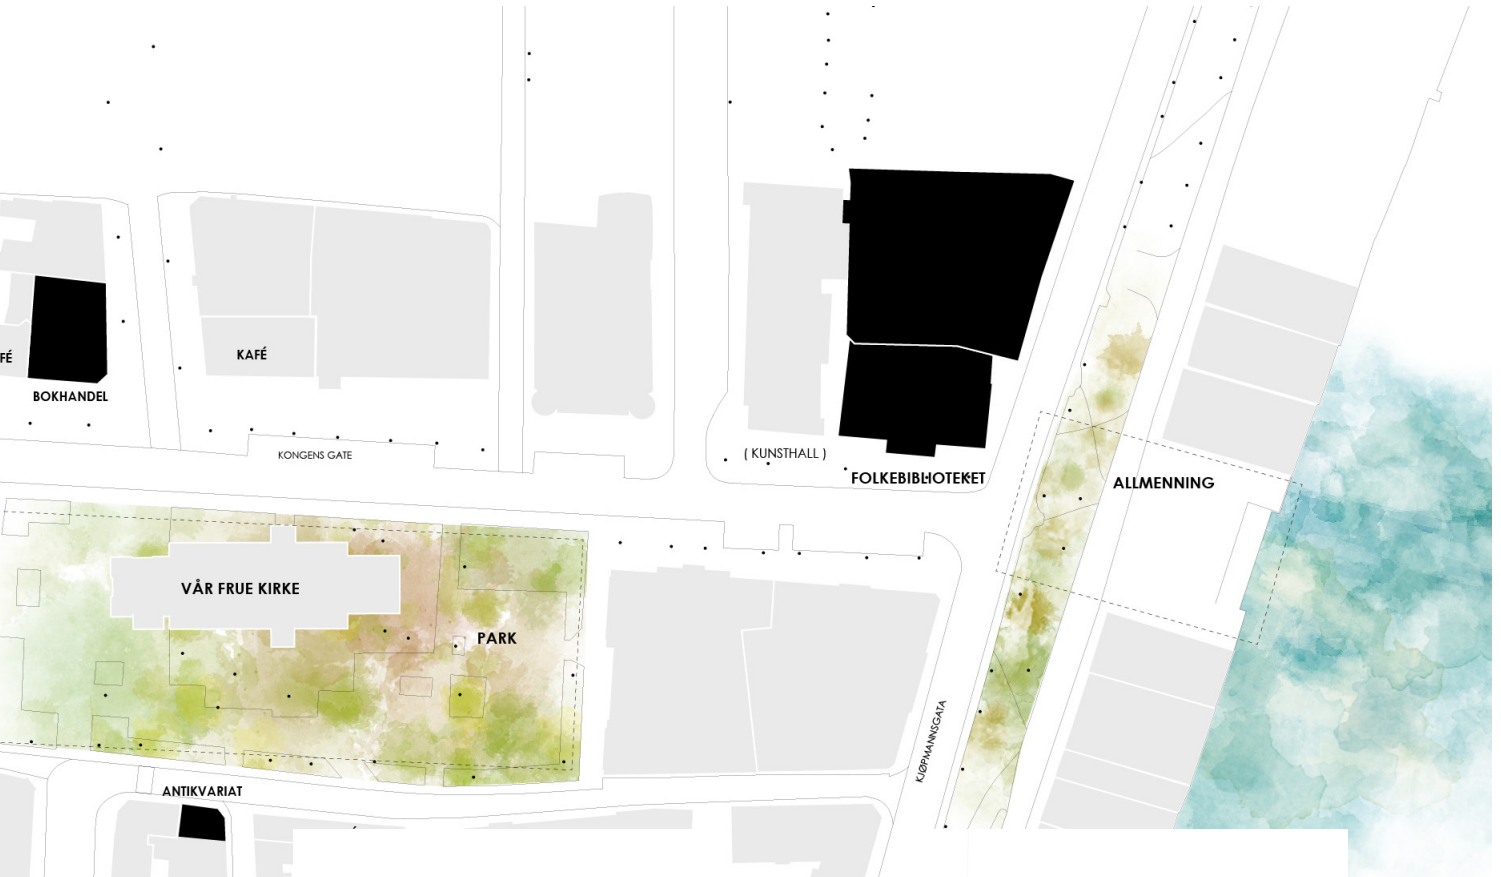 KAFÉ
FÉ
BOKHANDEL
KONGENS GATE
( KUNSTHALL )
FOLKEBIBLIOTEKET
ALLMENNING
VÅR FRUE KIRKE
PARK
KJØPMANNSGATA
ANTIKVARIAT